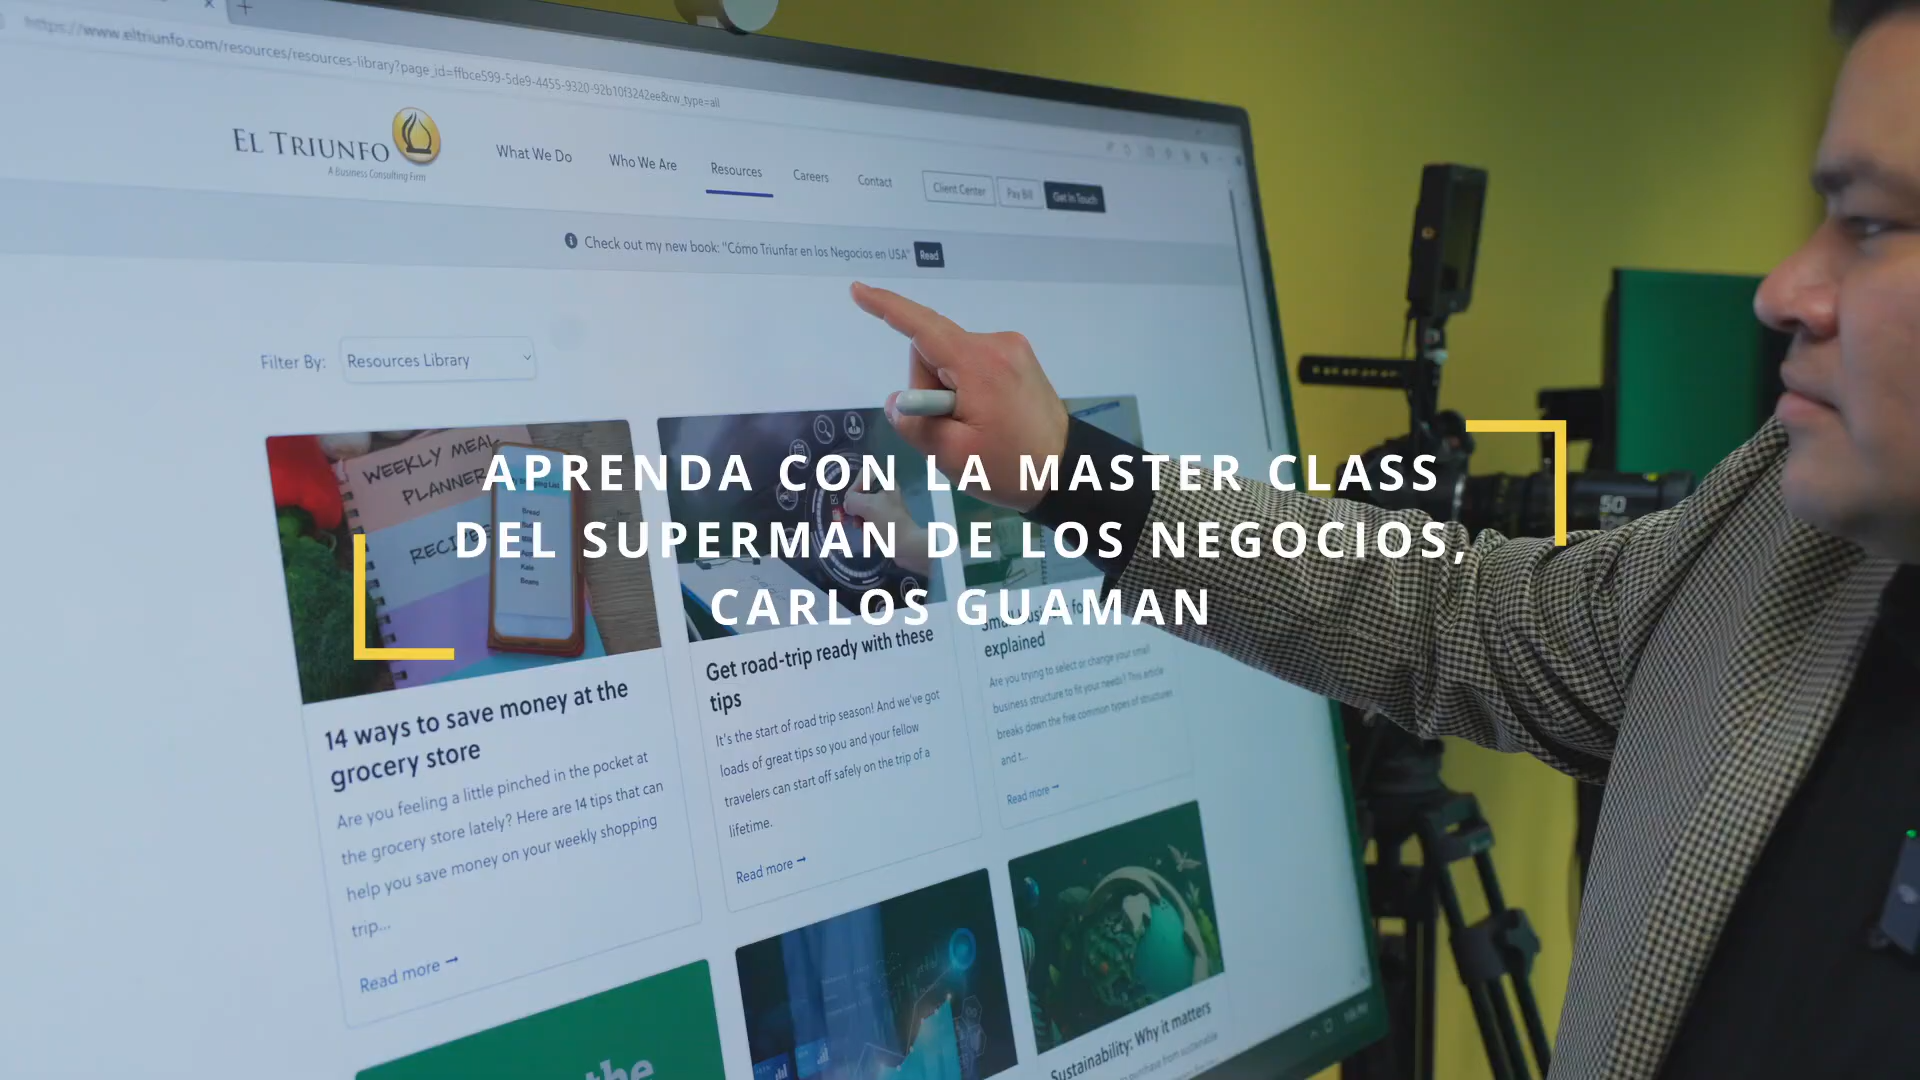 https://www.eltriunfo.com/resources/resources-library?page_id=ffbce599-5de9-4455-9320-92b10f3242ee&rw_type=all
EL TRIUNFO
A Business Consulting Firm
What We Do
Who We Are
Resources
Careers
Contact
Client Center
Pay Bill
Get In Touch
Check out my new book: "Cómo Triunfar en los Negocios en USA"
Read
Filter By:
Resources Library
WEEKLY MEAL
PLANNER
RECIPE
Bread
Kale
Beans
50
APRENDA CON LA MASTER CLASS
DEL SUPERMAN DE LOS NEGOCIOS,
CARLOS GUAMAN
14 ways to save money at the
grocery store
Are you feeling a little pinched in the pocket at
the grocery store lately? Here are 14 tips that can
help you save money on your weekly shopping
trip...
Read more →
Get road-trip ready with these
tips
It's the start of road trip season! And we've got
loads of great tips so you and your fellow
travelers can start off safely on the trip of a
lifetime.
Read more →
explained
Are you trying to select or change your small
business structure to fit your needs? This article
breaks down the five common types of structures
and t...
Read more →
the
Sustainability: Why it matters
purchase from sustainable